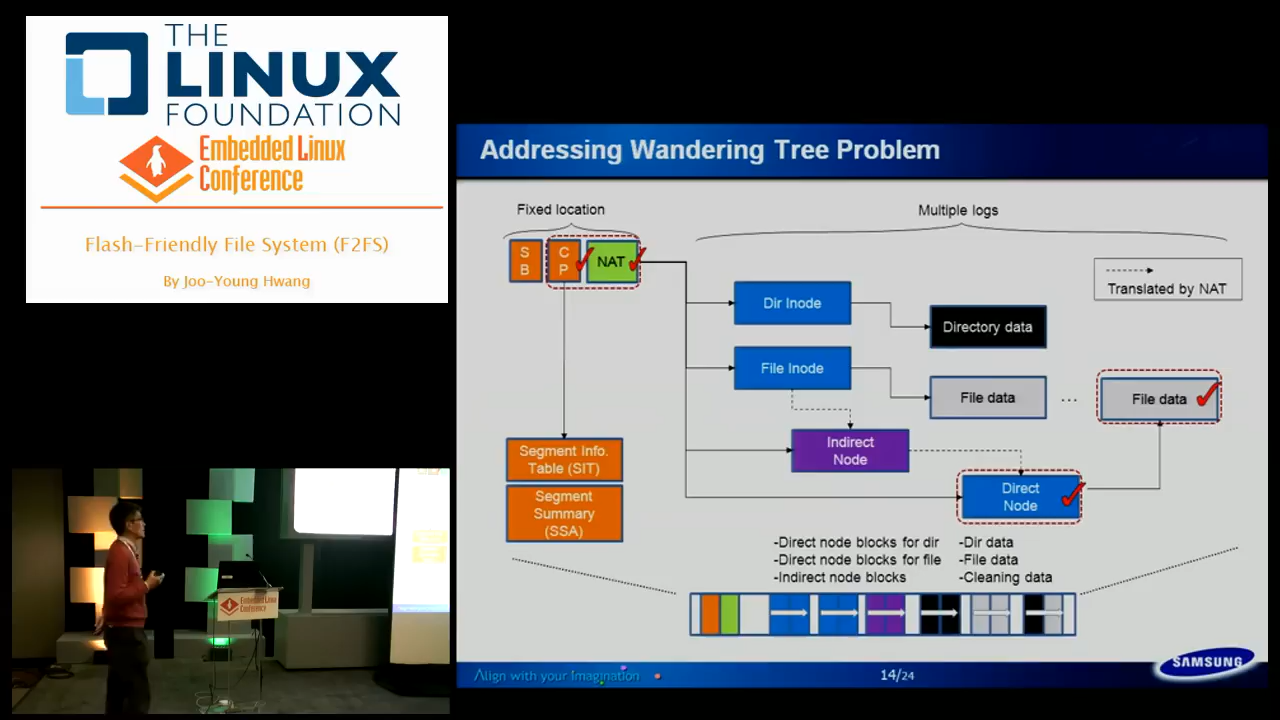 THE
LINUX
FOUNDATION
Embedded Linux
Conference
Flash-Friendly File System (F2FS)
By Joo-Young Hwang
Addressing Wandering Tree Problem
Fixed location
Multiple logs
S
B
C
P
NAT
Translated by NAT
Dir Inode
Directory data
File Inode
File data
...
File data
Indirect
Node
Direct
Node
Segment Info.
Table (SIT)
Segment
Summary
(SSA)
-Direct node blocks for dir
-Direct node blocks for file
-Indirect node blocks
-Dir data
-File data
-Cleaning data
Align with your Imagination
14/24
SAMSUNG
Embedded Linux
Conference